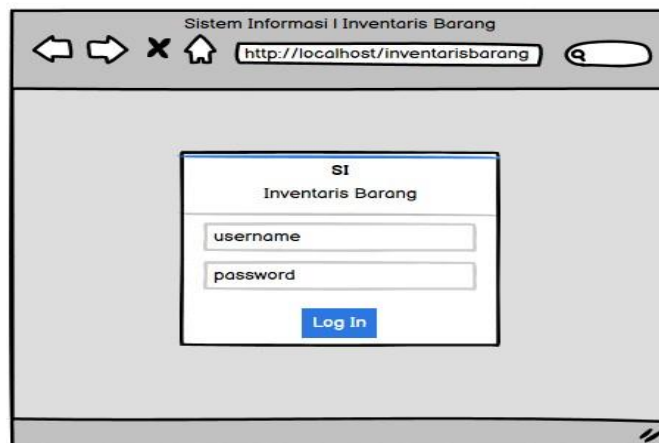 Sistem Informasi | Inventaris Barang
http://localhost/inventarisbarang
SI
Inventaris Barang
username
password
Log In